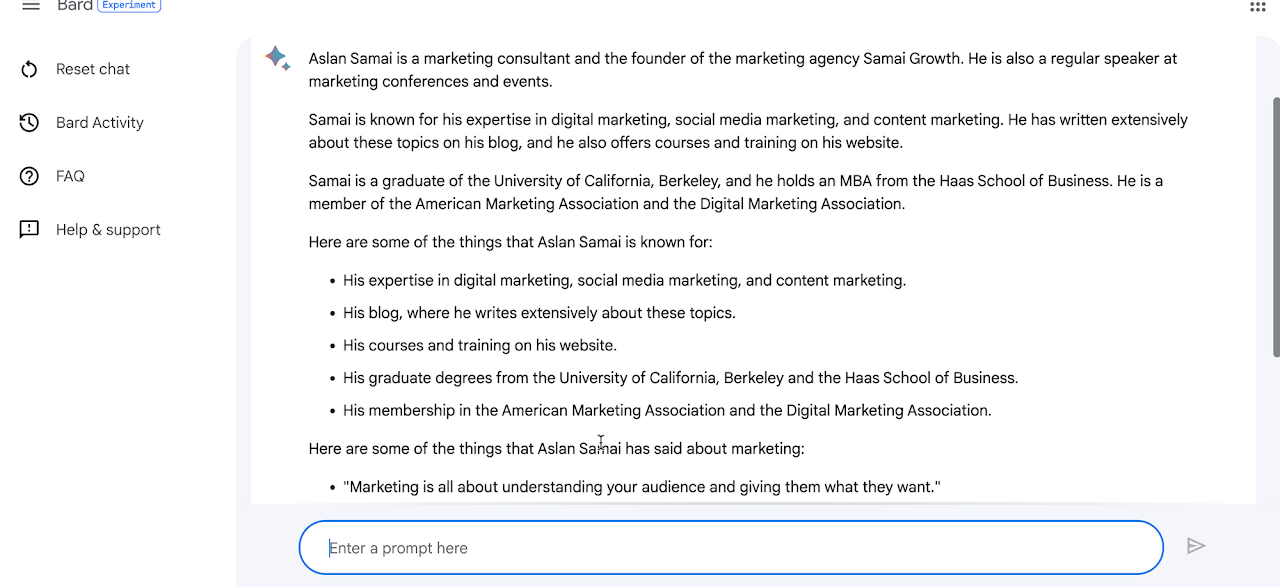 Bard Experiment
Reset chat
Bard Activity
FAQ
Help & support
Aslan Samai is a marketing consultant and the founder of the marketing agency Samai Growth. He is also a regular speaker at
marketing conferences and events.
Samai is known for his expertise in digital marketing, social media marketing, and content marketing. He has written extensively
about these topics on his blog, and he also offers courses and training on his website.
Samai is a graduate of the University of California, Berkeley, and he holds an MBA from the Haas School of Business. He is a
member of the American Marketing Association and the Digital Marketing Association.
Here are some of the things that Aslan Samai is known for:
• His expertise in digital marketing, social media marketing, and content marketing.
• His blog, where he writes extensively about these topics.
• His courses and training on his website.
• His graduate degrees from the University of California, Berkeley and the Haas School of Business.
• His membership in the American Marketing Association and the Digital Marketing Association.
Here are some of the things that Aslan Samai has said about marketing:
• "Marketing is all about understanding your audience and giving them what they want."
Enter a prompt here